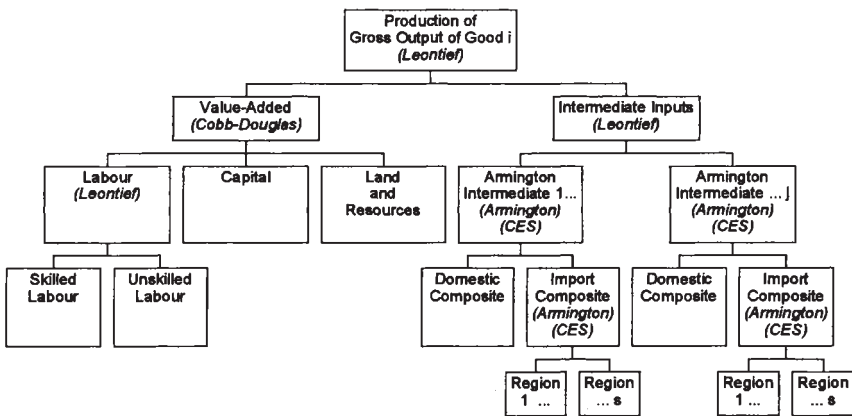 Production of
Gross Output of Good i
(Leontief)
Value-Added
(Cobb-Douglas)
Intermediate Inputs
(Leontief)
Labour
(Leontief)
Capital
Land
and
Resources
Armington
Intermediate 1...
(Armington)
(CES)
Armington
Intermediate ... j
(Armington)
(CES)
Skilled
Labour
Unskilled
Labour
Domestic
Composite
Import
Composite
(Armington)
(CES)
Domestic
Composite
Import
Composite
(Armington)
(CES)
Region
1 ...
Region
... s
Region
1 ...
Region
... s